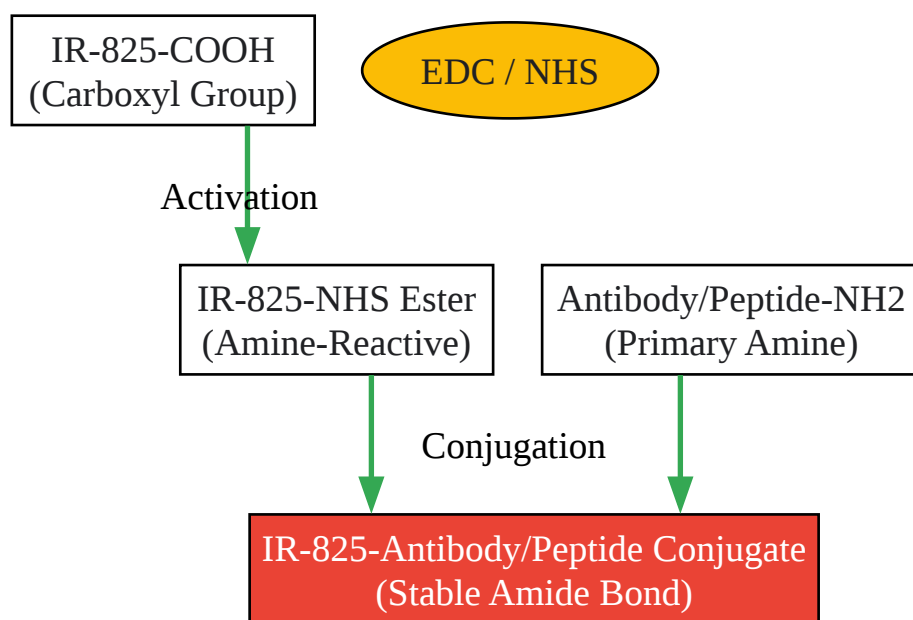 IR-825-COOH
(Carboxyl Group)
EDC / NHS
Activation
IR-825-NHS Ester
(Amine-Reactive)
Antibody/Peptide-NH2
(Primary Amine)
Conjugation
IR-825-Antibody/Peptide Conjugate
(Stable Amide Bond)